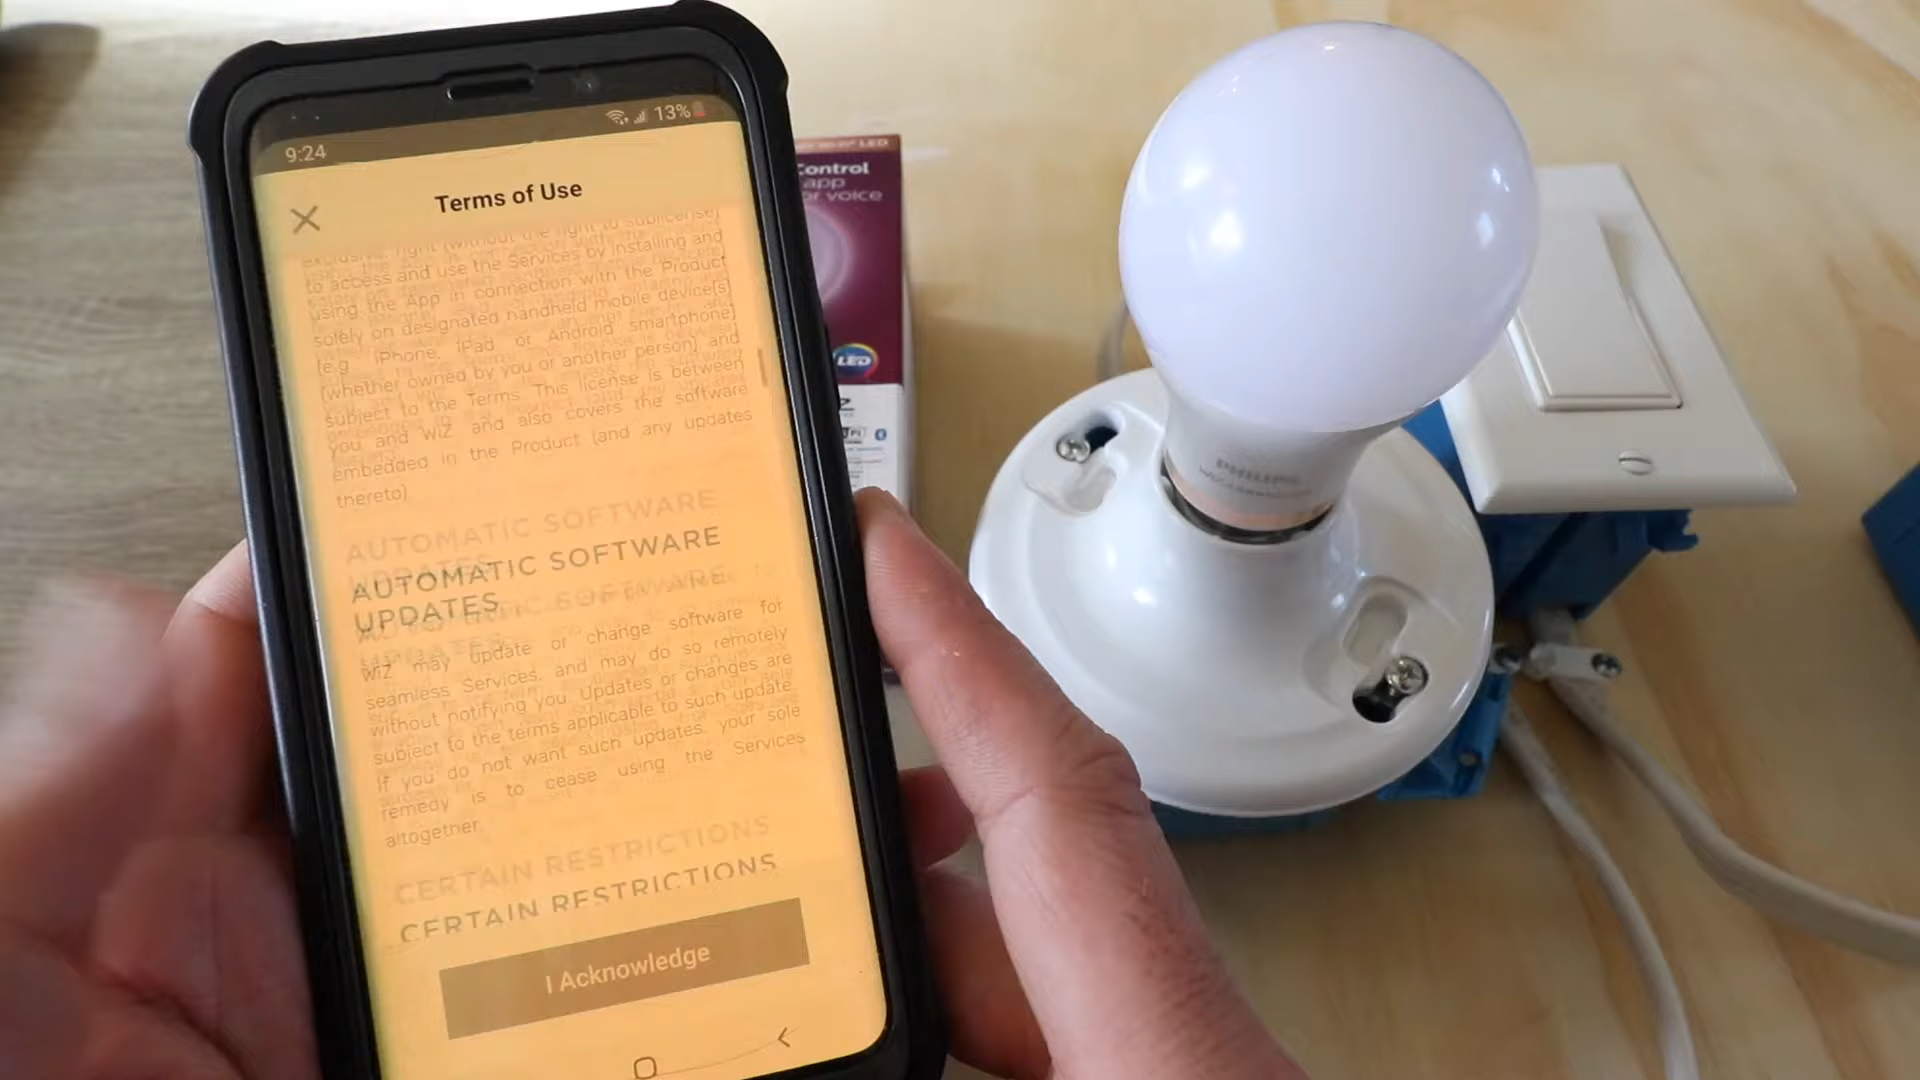 9:24
13%
Terms of Use
to access and use the Services by installing and
using the App in connection with the Product
solely on designated handheld mobile device[s]
[e.g. iPhone, iPad or Android smartphone]
[whether owned by you or another person] and
subject to the Terms. This license is between
you and WiZ and also covers the software
embedded in the Product (and any updates
thereto)
AUTOMATIC SOFTWARE
UPDATES
WiZ may update or change software for
seamless Services, and may do so remotely
without notifying you. Updates or changes are
subject to the terms applicable to such update.
If you do not want such updates, your sole
remedy is to cease using the Services
altogether.
CERTAIN RESTRICTIONS
I Acknowledge
LED
Control
app
or voice
LED
PHILIPS